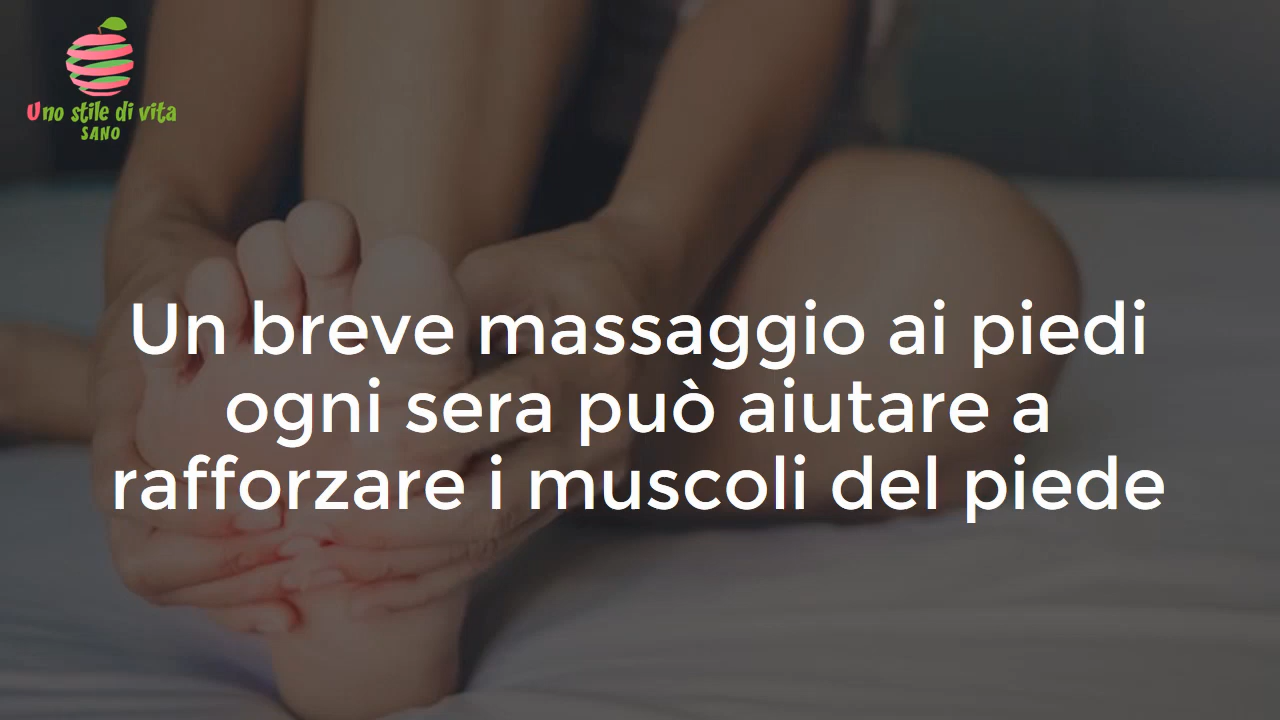 Uno stile di vita
SANO
Un breve massaggio ai piedi
ogni sera può aiutare a
rafforzare i muscoli del piede